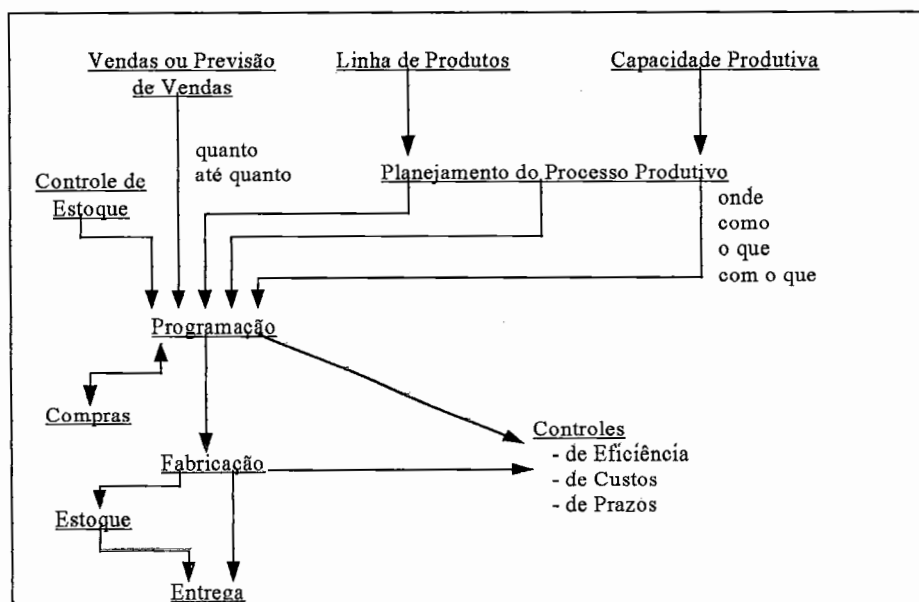 Vendas ou Previsão
de Vendas
Linha de Produtos
Capacidade Produtiva
quanto
até quanto
Controle de
Estoque
Planejamento do Processo Produtivo
onde
como
o que
com o que
Programação
Compras
Controles
- de Eficiência
- de Custos
- de Prazos
Fabricação
Estoque
Entrega